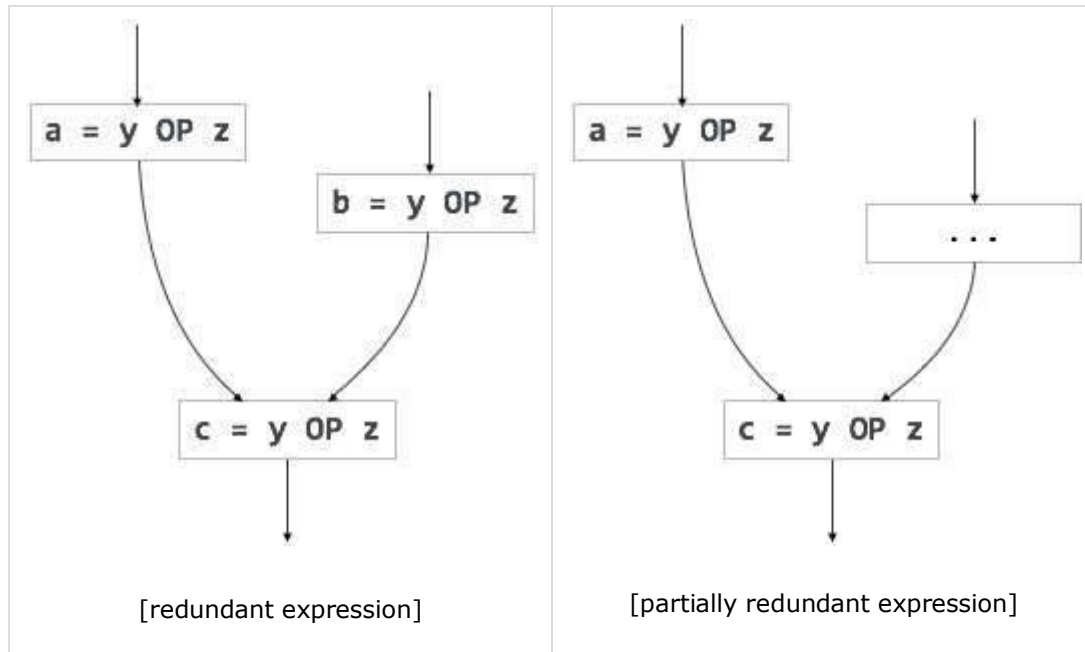 a = y OP z
b = y OP z
c = y OP z
[redundant expression]
a = y OP z
...
c = y OP z
[partially redundant expression]